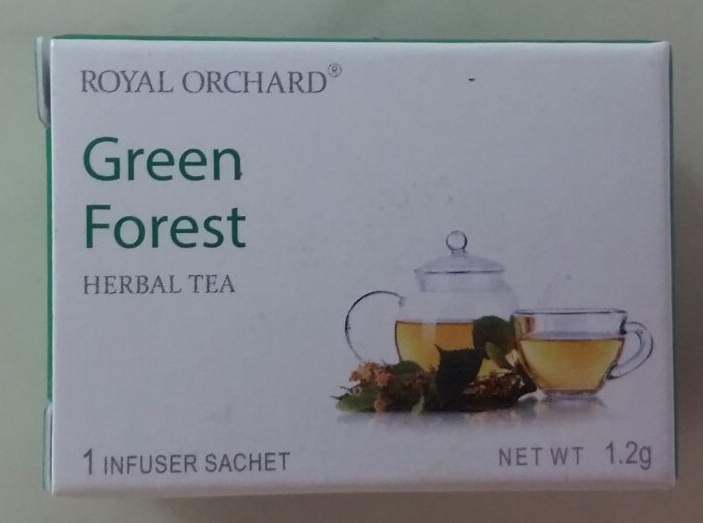 ROYAL ORCHARD®
Green
Forest
HERBAL TEA
1 INFUSER SACHET
NET WT 1.2g